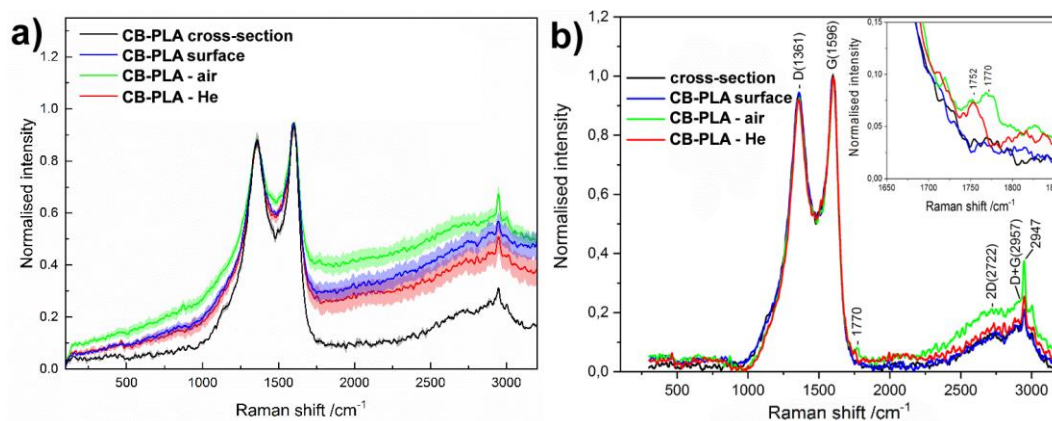 a)
CB-PLA cross-section
CB-PLA surface
CB-PLA - air
CB-PLA - He
Normalised intensity
1.2
1.0
0.8
0.6
0.4
0.2
0.0
500 1000 1500 2000 2500 3000
Raman shift /cm-1
b)
cross-section
CB-PLA surface
CB-PLA - air
CB-PLA - He
D(1361)
G(1596)
1770
2D(2722)
D+G(2957)
2947
Normalised intensity
1,2
1,0
0,8
0,6
0,4
0,2
0,0
500 1000 1500 2000 2500 3000
Raman shift /cm-1
Normalised intensity
0,15
0,10
0,05
0,00
1752
1770
1650 1700 1750 1800 1850
Raman shift /cm-1